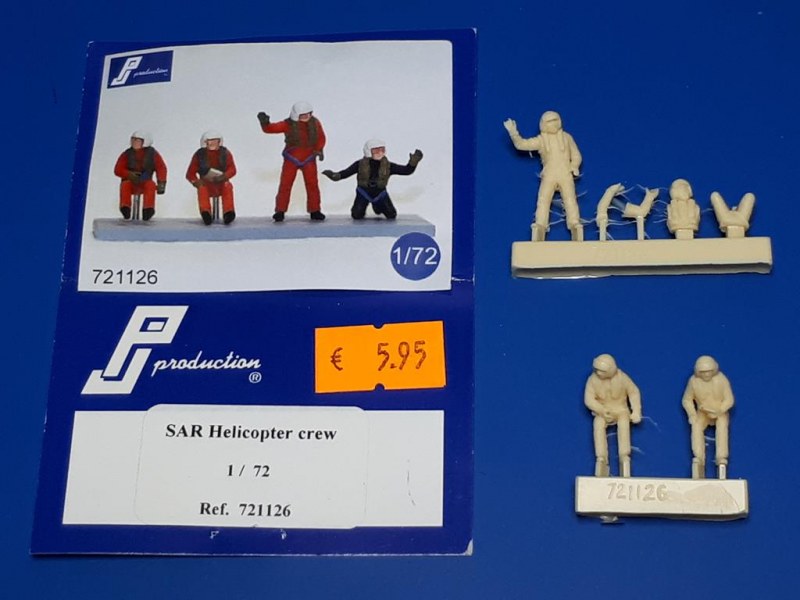 PJ production
721126
1/72
PJ production ®
€ 5.95
SAR Helicopter crew
1 / 72
Ref. 721126
721126